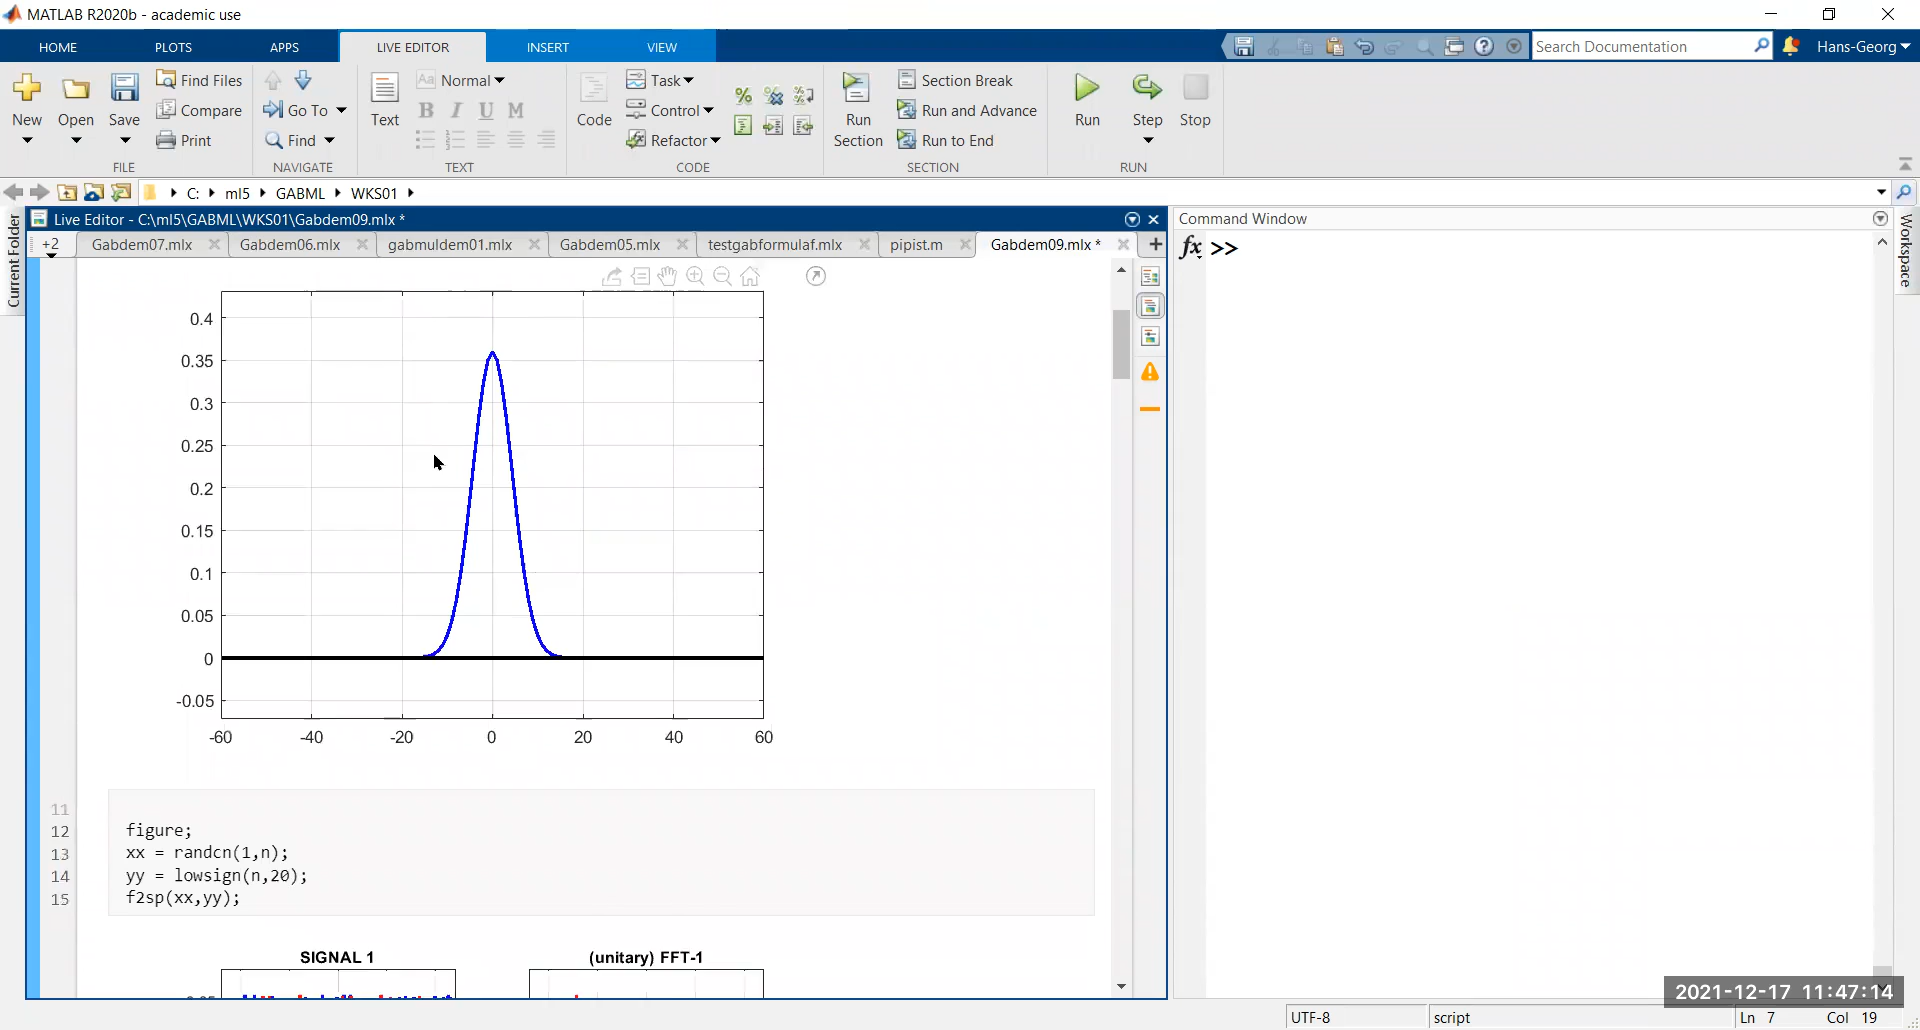 MATLAB R2020b - academic use
HOME PLOTS APPS LIVE EDITOR INSERT VIEW
Search Documentation
Hans-Georg
New
Open
Save
Find Files
Compare
Print
FILE
Go To
Find
NAVIGATE
Text
Aa Normal
B I U M
TEXT
Code
Task
Control
Refactor
CODE
Run
Section
Section Break
Run and Advance
Run to End
SECTION
Run
Step
Stop
RUN
C: ml5 GABML WKS01
Current Folder
Live Editor - C:\ml5\GABML\WKS01\Gabdem09.mlx *
+2 Gabdem07.mlx Gabdem06.mlx gabmuldem01.mlx Gabdem05.mlx testgabformulaf.mlx pipist.m Gabdem09.mlx *
Command Window
fx >>
Workspace
0.4
0.35
0.3
0.25
0.2
0.15
0.1
0.05
0
-0.05
-60 -40 -20 0 20 40 60
11
12 figure;
13 xx = randcn(1,n);
14 yy = lowsign(n,20);
15 f2sp(xx,yy);
SIGNAL 1 (unitary) FFT-1
2021-12-17 11:47:14
UTF-8 script Ln 7 Col 19